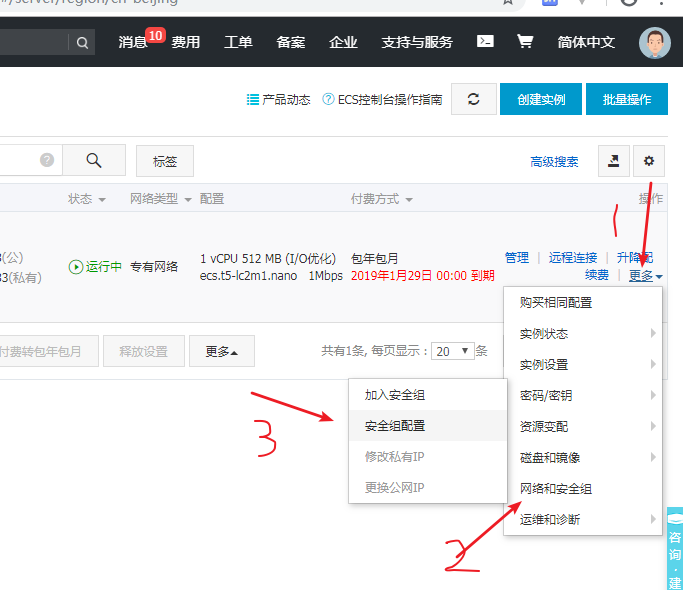 /server/region/cn-beijing
消息 10 费用 工单 备案 企业 支持与服务 简体中文
产品动态 ? ECS控制台操作指南 创建实例 批量操作
? 标签 高级搜索
状态 网络类型 配置 付费方式 操作
(公)
33(私有)
运行中 专有网络
1 vCPU 512 MB (I/O优化)
ecs.t5-lc2m1.nano 1Mbps
包年包月
2019年1月29日 00:00 到期
管理 | 远程连接 | 升降配
续费 | 更多
1
购买相同配置
实例状态
实例设置
密码/密钥
资源变配
磁盘和镜像
网络和安全组
运维和诊断
付费转包年包月 释放设置 更多
共有1条, 每页显示: 20 条
加入安全组
安全组配置
修改私有IP
更换公网IP
3
2
咨询·建